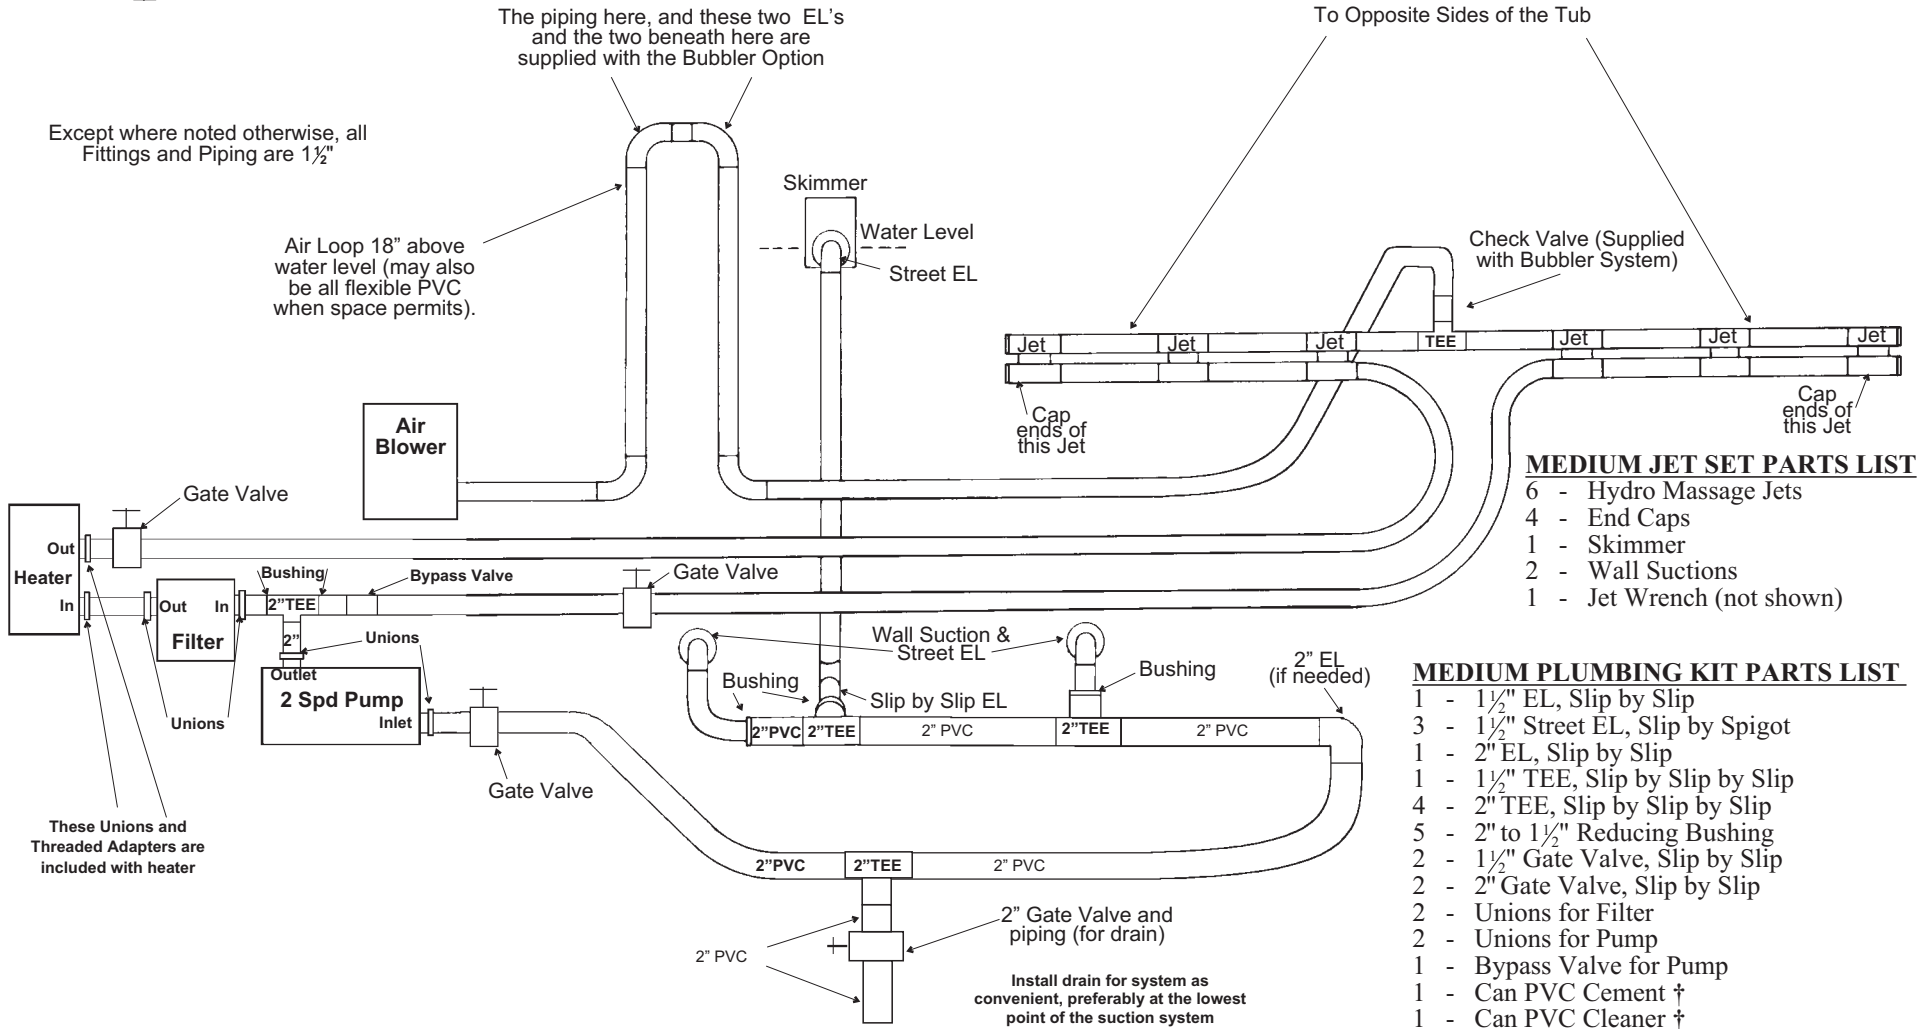 The piping here, and these two EL's
and the two beneath here are
supplied with the Bubbler Option
To Opposite Sides of the Tub
Except where noted otherwise, all
Fittings and Piping are 1½"
Skimmer
Water Level
Street EL
Air Loop 18” above
water level (may also
be all flexible PVC
when space permits).
Check Valve (Supplied
with Bubbler System)
Jet
Jet
Jet
TEE
Jet
Jet
Jet
Cap
ends of
this Jet
Cap
ends of
this Jet
Air
Blower
Gate Valve
Out
Heater
In
Out
In
Filter
Bushing
2”TEE
Bypass Valve
Gate Valve
2”
Unions
Outlet
2 Spd Pump
Inlet
Unions
Gate Valve
Wall Suction &
Street EL
Bushing
Slip by Slip EL
Bushing
2” EL
(if needed)
2”PVC
2”TEE
2” PVC
2”TEE
2” PVC
These Unions and
Threaded Adapters are
included with heater
2”PVC
2”TEE
2” PVC
2” Gate Valve and
piping (for drain)
2” PVC
Install drain for system as
convenient, preferably at the lowest
point of the suction system
MEDIUM JET SET PARTS LIST
6 - Hydro Massage Jets
4 - End Caps
1 - Skimmer
2 - Wall Suctions
1 - Jet Wrench (not shown)
MEDIUM PLUMBING KIT PARTS LIST
1 - 1½" EL, Slip by Slip
3 - 1½" Street EL, Slip by Spigot
1 - 2" EL, Slip by Slip
1 - 1½" TEE, Slip by Slip by Slip
4 - 2" TEE, Slip by Slip by Slip
5 - 2" to 1½" Reducing Bushing
2 - 1½" Gate Valve, Slip by Slip
2 - 2" Gate Valve, Slip by Slip
2 - Unions for Filter
2 - Unions for Pump
1 - Bypass Valve for Pump
1 - Can PVC Cement †
1 - Can PVC Cleaner †